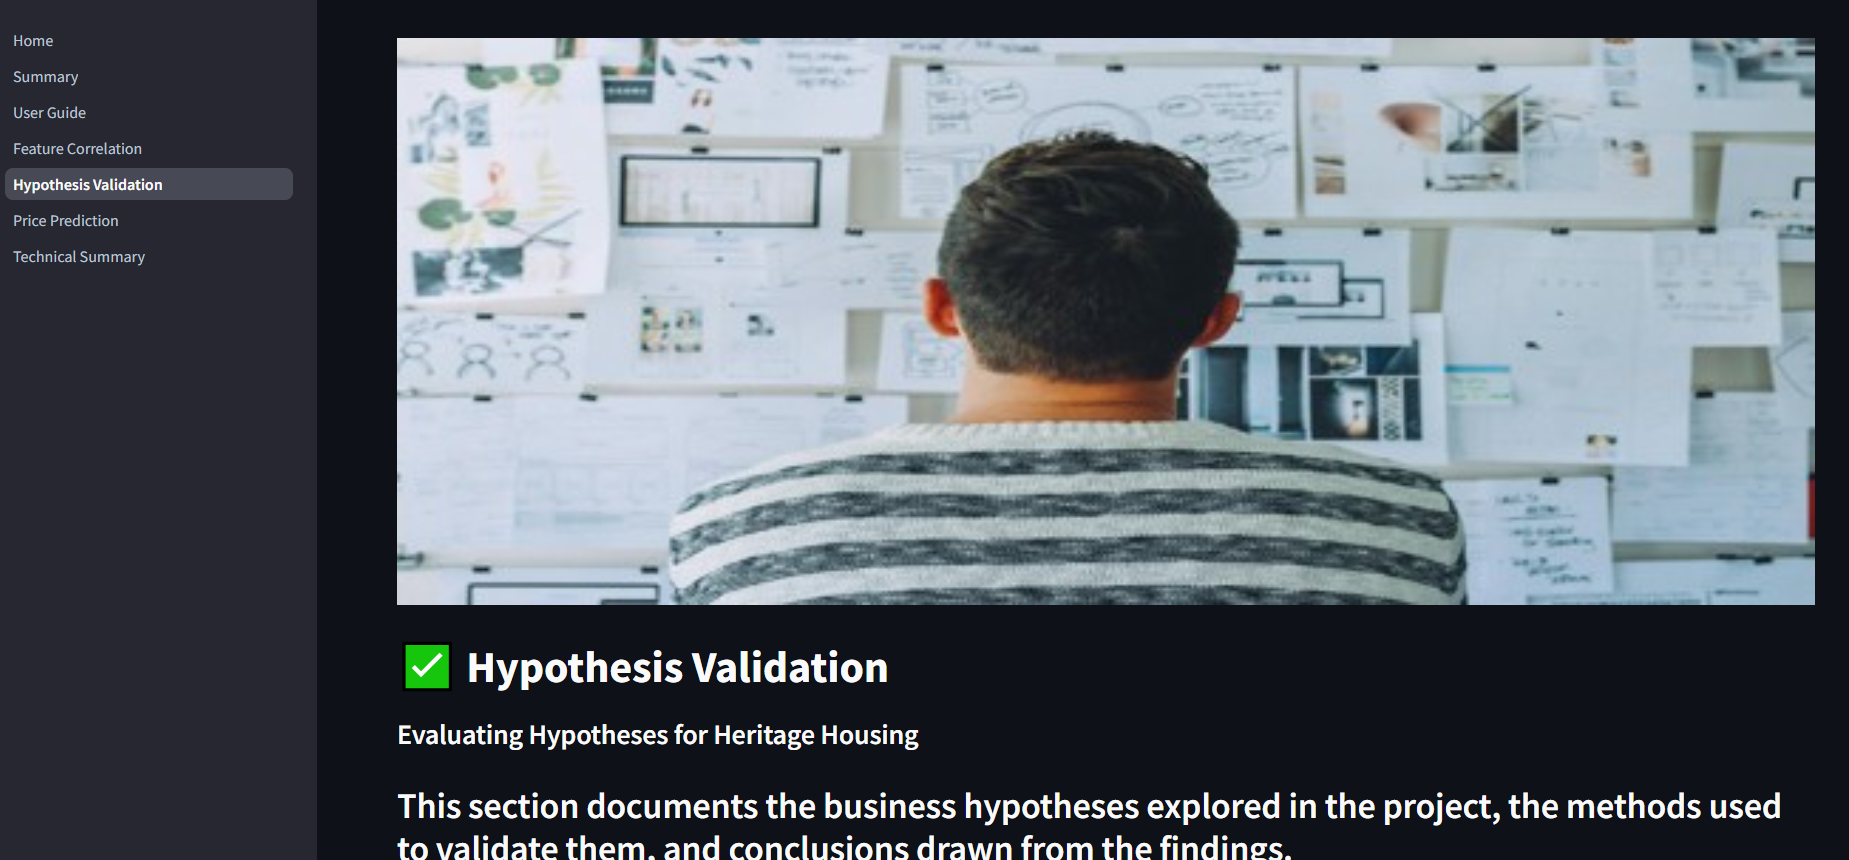 Home
Summary
User Guide
Feature Correlation
Hypothesis Validation
Price Prediction
Technical Summary
Hypothesis Validation
Evaluating Hypotheses for Heritage Housing
This section documents the business hypotheses explored in the project, the methods used
to validate them, and conclusions drawn from the findings.